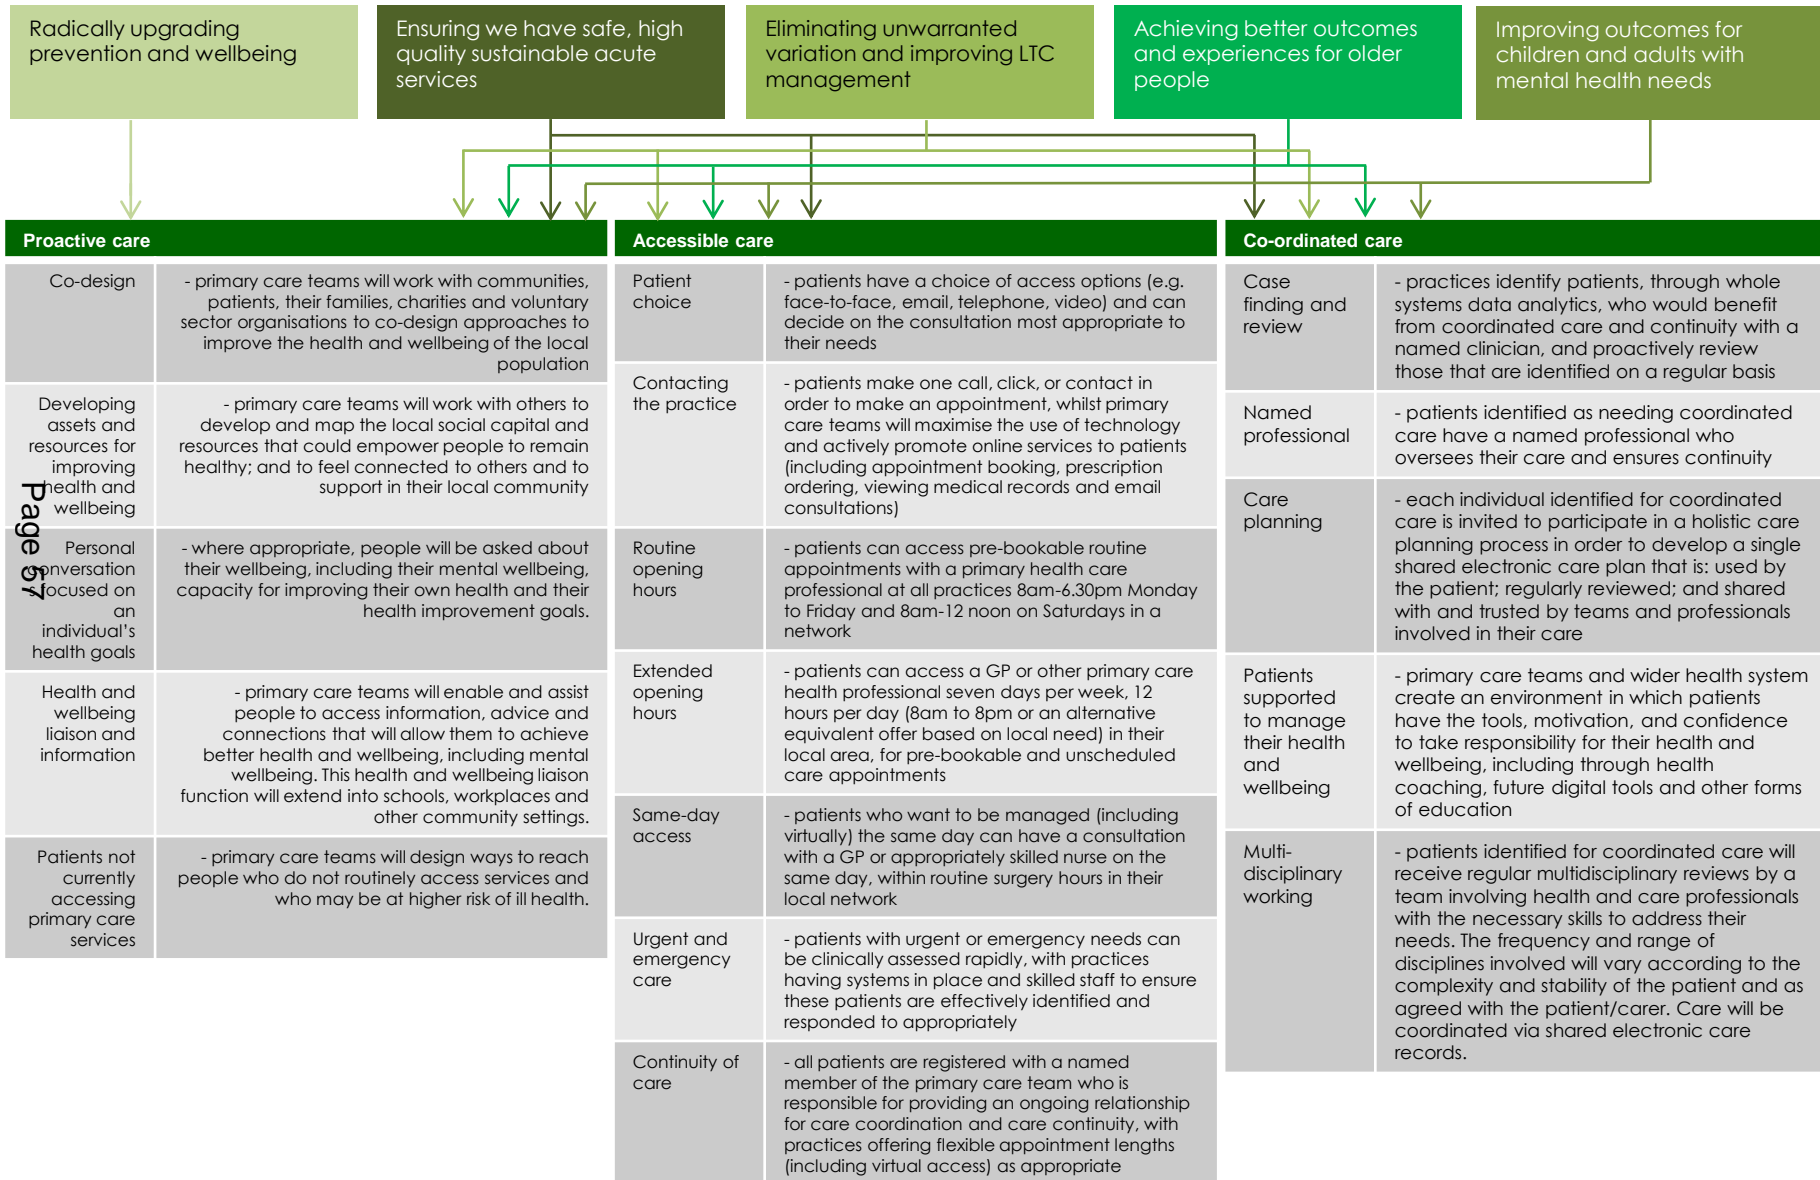 Radically upgrading
prevention and wellbeing
Ensuring we have safe, high
quality sustainable acute
services
Eliminating unwarranted
variation and improving LTC
management
Achieving better outcomes
and experiences for older
people
Improving outcomes for
children and adults with
mental health needs
Proactive care
Co-design
- primary care teams will work with communities,
patients, their families, charities and voluntary
sector organisations to co-design approaches to
improve the health and wellbeing of the local
population
Developing
assets and
resources for
improving
health and
wellbeing
- primary care teams will work with others to
develop and map the local social capital and
resources that could empower people to remain
healthy; and to feel connected to others and to
support in their local community
Personal
conversation
s focused on
an
individual's
health goals
- where appropriate, people will be asked about
their wellbeing, including their mental wellbeing,
capacity for improving their own health and their
health improvement goals.
Health and
wellbeing
liaison and
information
- primary care teams will enable and assist
people to access information, advice and
connections that will allow them to achieve
better health and wellbeing, including mental
wellbeing. This health and wellbeing liaison
function will extend into schools, workplaces and
other community settings.
Patients not
currently
accessing
primary care
services
- primary care teams will design ways to reach
people who do not routinely access services and
who may be at higher risk of ill health.
Page 57
Accessible care
Patient
choice
- patients have a choice of access options (e.g.
face-to-face, email, telephone, video) and can
decide on the consultation most appropriate to
their needs
Contacting
the practice
- patients make one call, click, or contact in
order to make an appointment, whilst primary
care teams will maximise the use of technology
and actively promote online services to patients
(including appointment booking, prescription
ordering, viewing medical records and email
consultations)
Routine
opening
hours
- patients can access pre-bookable routine
appointments with a primary health care
professional at all practices 8am-6.30pm Monday
to Friday and 8am-12 noon on Saturdays in a
network
Extended
opening
hours
- patients can access a GP or other primary care
health professional seven days per week, 12
hours per day (8am to 8pm or an alternative
equivalent offer based on local need) in their
local area, for pre-bookable and unscheduled
care appointments
Same-day
access
- patients who want to be managed (including
virtually) the same day can have a consultation
with a GP or appropriately skilled nurse on the
same day, within routine surgery hours in their
local network
Urgent and
emergency
care
- patients with urgent or emergency needs can
be clinically assessed rapidly, with practices
having systems in place and skilled staff to ensure
these patients are effectively identified and
responded to appropriately
Continuity of
care
- all patients are registered with a named
member of the primary care team who is
responsible for providing an ongoing relationship
for care coordination and care continuity, with
practices offering flexible appointment lengths
(including virtual access) as appropriate
Co-ordinated care
Case
finding and
review
- practices identify patients, through whole
systems data analytics, who would benefit
from coordinated care and continuity with a
named clinician, and proactively review
those that are identified on a regular basis
Named
professional
- patients identified as needing coordinated
care have a named professional who
oversees their care and ensures continuity
Care
planning
- each individual identified for coordinated
care is invited to participate in a holistic care
planning process in order to develop a single
shared electronic care plan that is: used by
the patient; regularly reviewed; and shared
with and trusted by teams and professionals
involved in their care
Patients
supported
to manage
their health
and
wellbeing
- primary care teams and wider health system
create an environment in which patients
have the tools, motivation, and confidence
to take responsibility for their health and
wellbeing, including through health
coaching, future digital tools and other forms
of education
Multi-
disciplinary
working
- patients identified for coordinated care will
receive regular multidisciplinary reviews by a
team involving health and care professionals
with the necessary skills to address their
needs. The frequency and range of
disciplines involved will vary according to the
complexity and stability of the patient and as
agreed with the patient/carer. Care will be
coordinated via shared electronic care
records.